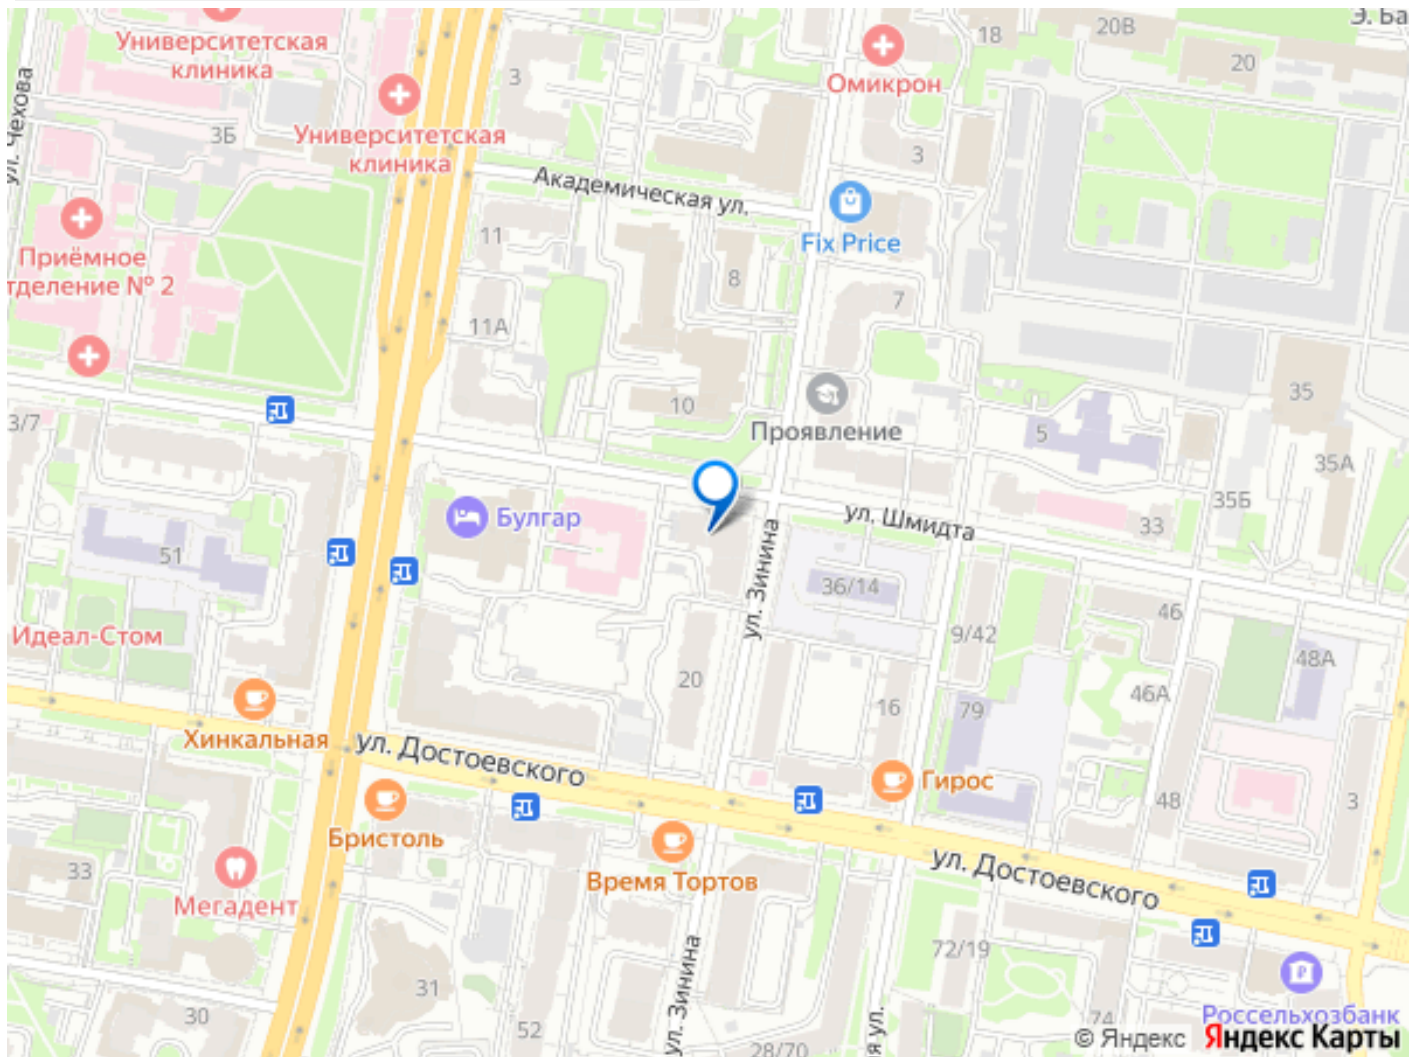 Э. Ба
Университетская
клиника
3
18
20В
20
Омикрон
ул. Чехова
3Б
Университетская
клиника
3
Академическая ул.
Приёмное
тделение № 2
11
8
Fix Price
7
11А
10
35
3/7
5
Проявление
35А
35Б
33
Булгар
ул. Шмидта
51
ул. Зинина
36/14
46
Идеал-Стом
9/42
48А
20
46А
16
79
Хинкальная
ул. Достоевского
Гирос
48
3
Бристоль
33
Время Тортов
ул. Достоевского
Мегадент
72/19
31
ул. Зинина
Россельхозбанк
30
52
28/70
я ул.
74
© Яндекс Яндекс Карты